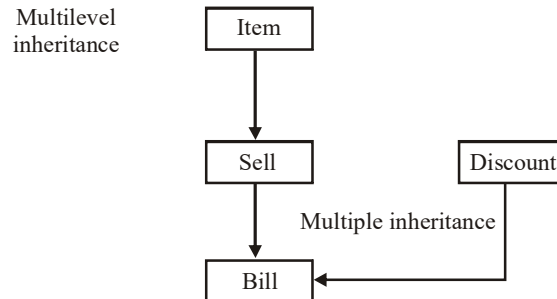 Multilevel
inheritance
Item
Sell
Discount
Multiple inheritance
Bill